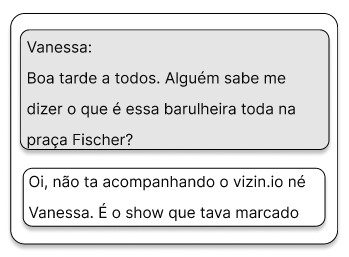 Vanessa:
Boa tarde a todos. Alguém sabe me
dizer o que é essa barulheira toda na
praça Fischer?
Oi, não ta acompanhando o vizin.io né
Vanessa. É o show que tava marcado